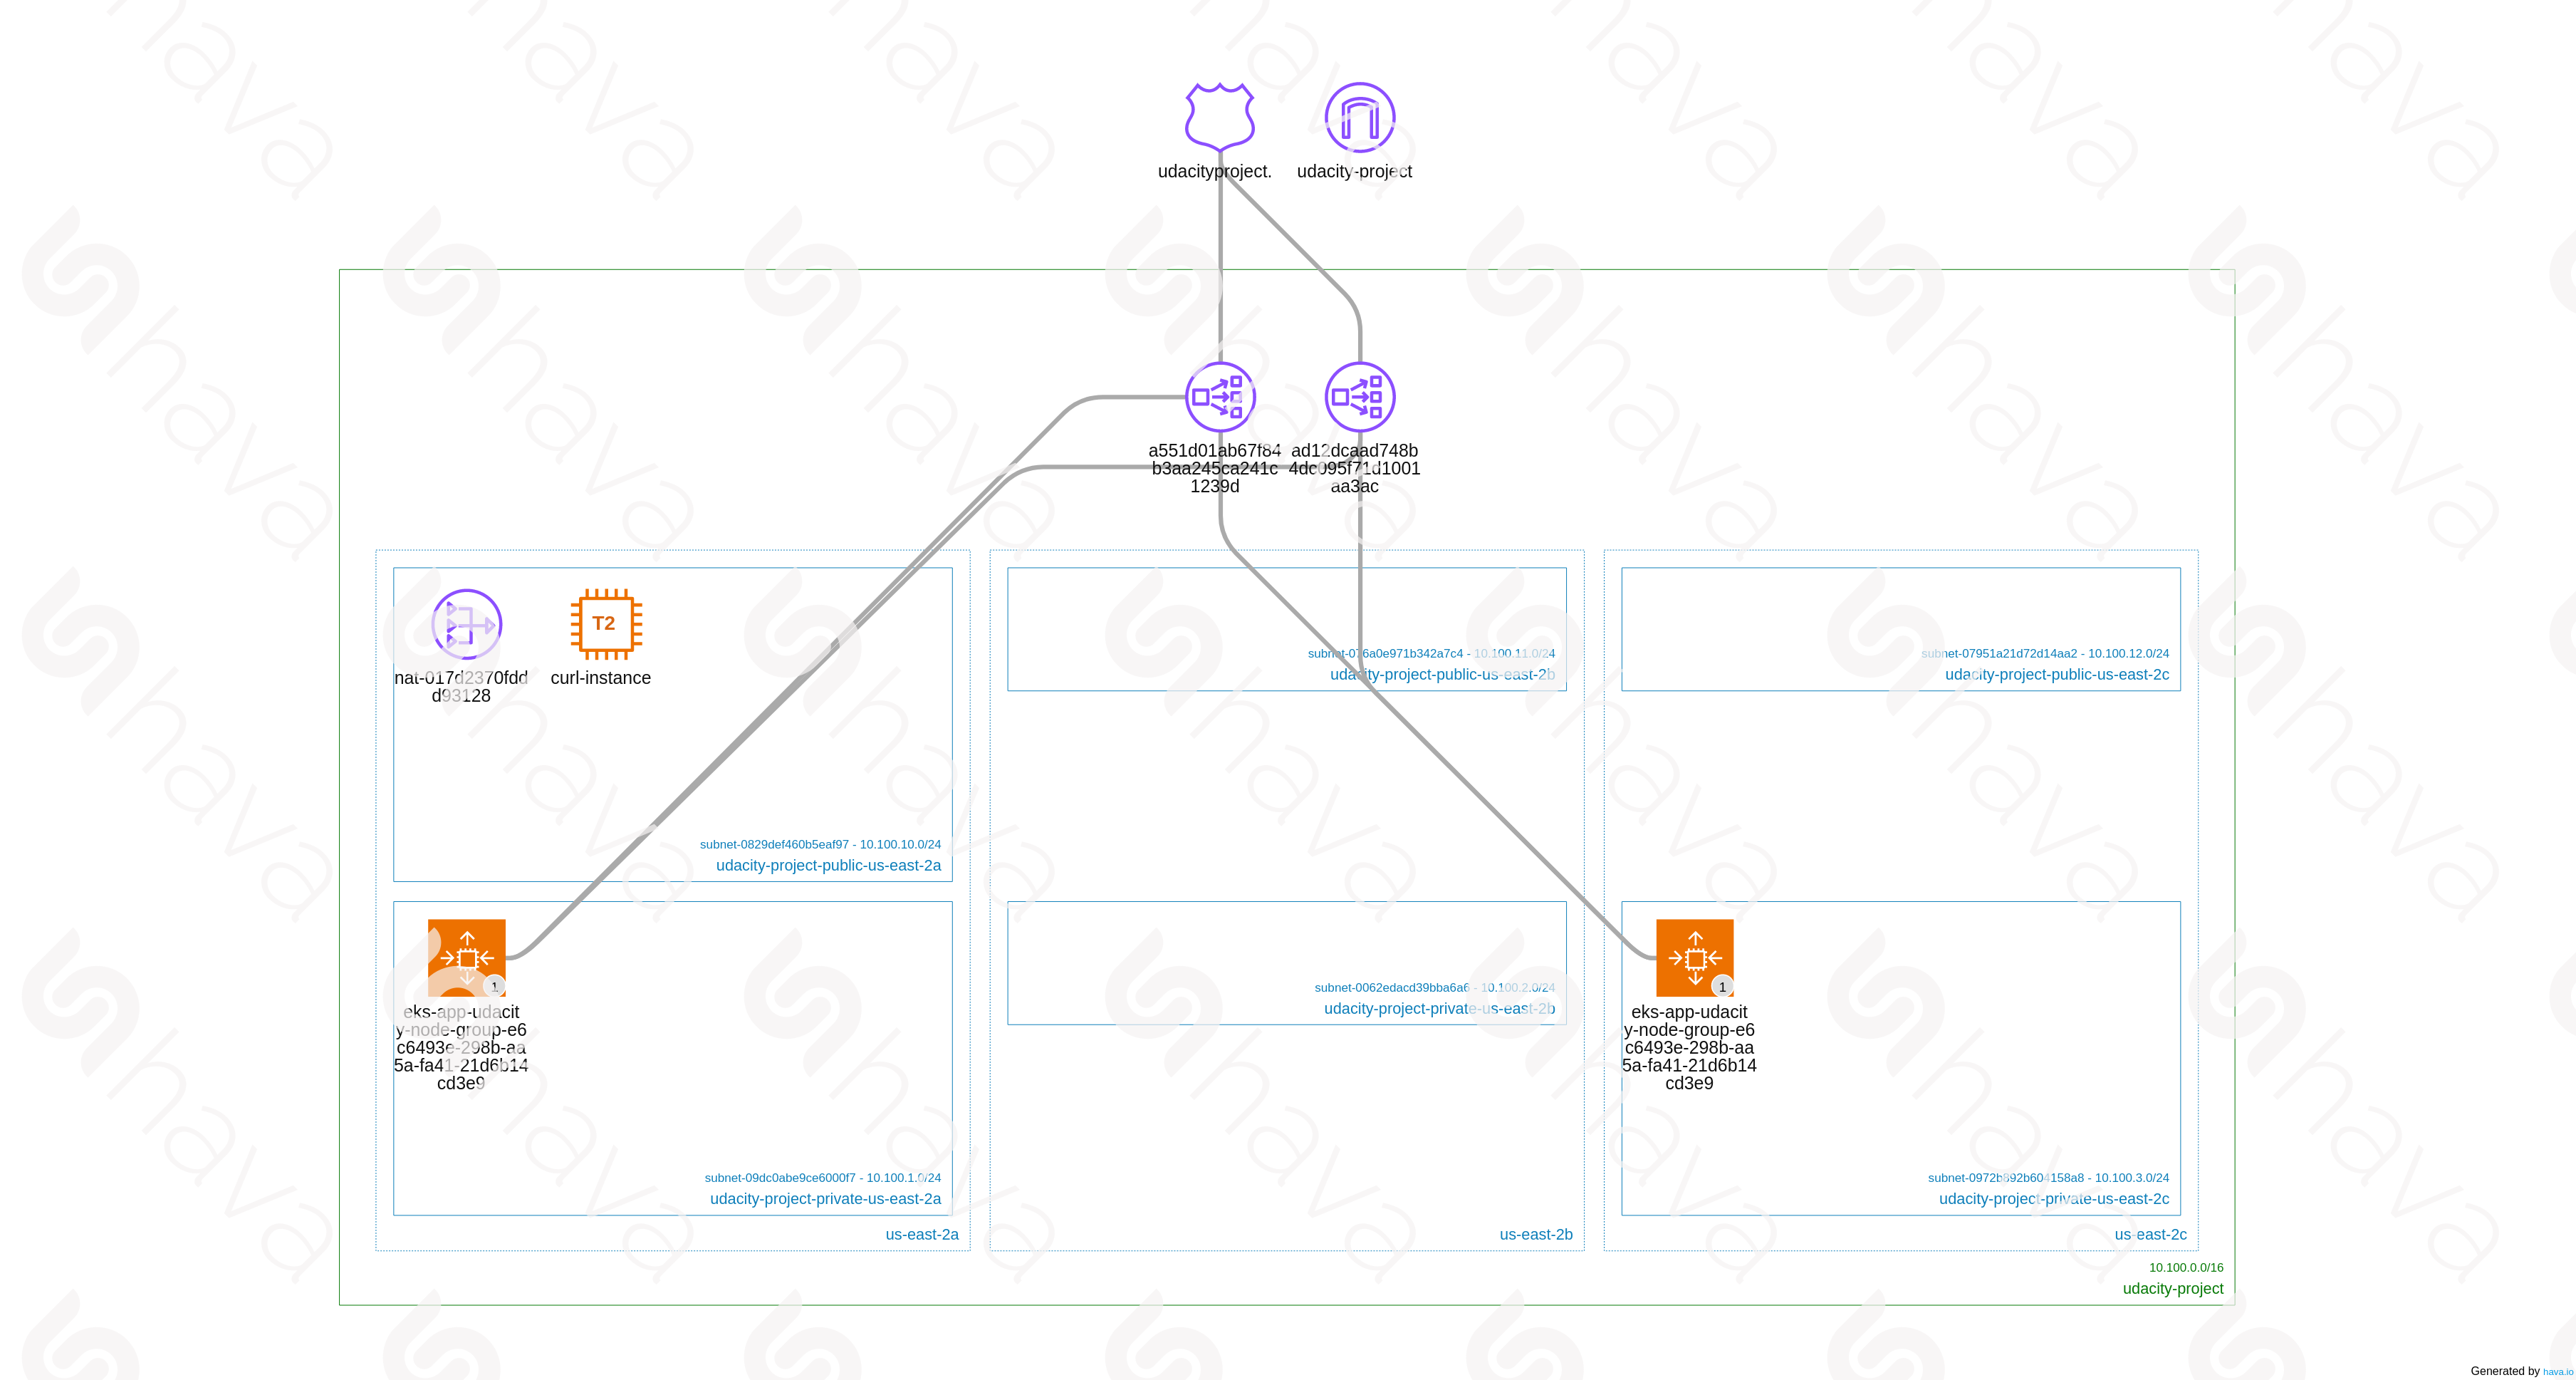 udacityproject.
udacity-project
a551d01ab67f84
b3aa245ca241c
1239d
ad12dcaad748b
4dc095f71d1001
aa3ac
T2
nat-017d2370fdd
d93128
curl-instance
subnet-0829def460b5eaf97 - 10.100.10.0/24
udacity-project-public-us-east-2a
subnet-076a0e971b342a7c4 - 10.100.11.0/24
udacity-project-public-us-east-2b
subnet-07951a21d72d14aa2 - 10.100.12.0/24
udacity-project-public-us-east-2c
1
eks-app-udacit
y-node-group-e6
c6493e-298b-aa
5a-fa41-21d6b14
cd3e9
subnet-09dc0abe9ce6000f7 - 10.100.1.0/24
udacity-project-private-us-east-2a
us-east-2a
subnet-0062edacd39bba6a6 - 10.100.2.0/24
udacity-project-private-us-east-2b
us-east-2b
1
eks-app-udacit
y-node-group-e6
c6493e-298b-aa
5a-fa41-21d6b14
cd3e9
subnet-0972b892b604158a8 - 10.100.3.0/24
udacity-project-private-us-east-2c
us-east-2c
10.100.0.0/16
udacity-project
hava
Generated by hava.io